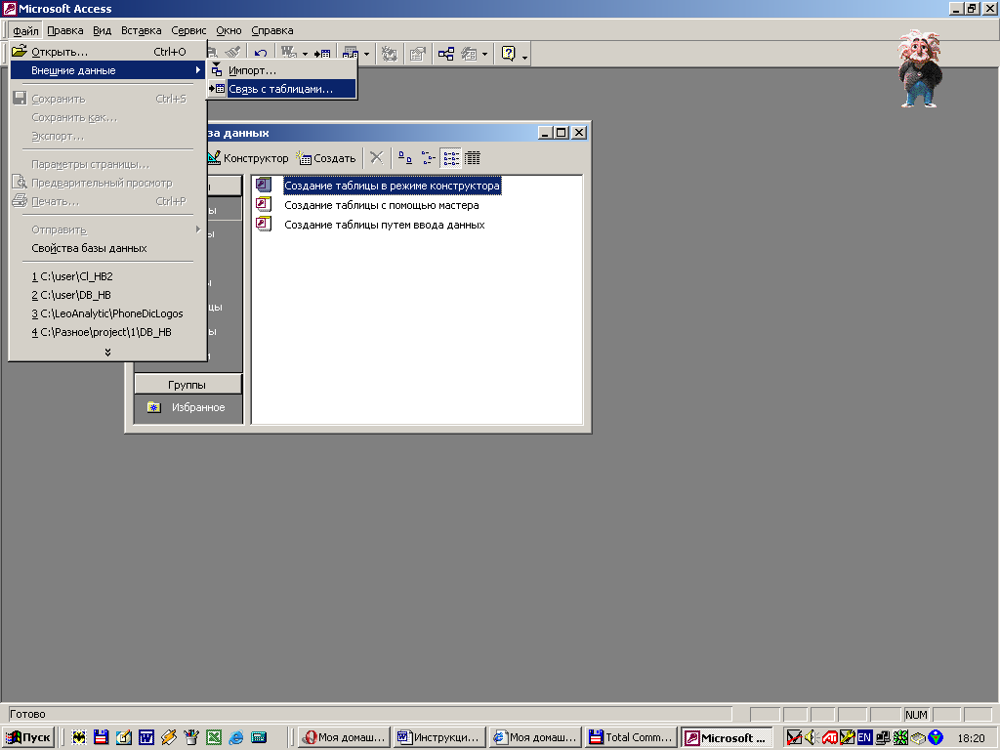 Microsoft Access
Файл Правка Вид Вставка Сервис Окно Справка
Открыть... Ctrl+O
Внешние данные
Импорт...
Связь с таблицами...
Сохранить Ctrl+S
Сохранить как...
Экспорт...
Параметры страницы...
Предварительный просмотр
Печать... Ctrl+P
Отправить
Свойства базы данных
1 C:\user\Cl_HB2
2 C:\user\DB_HB
3 C:\LeoAnalytic\PhoneDicLogos
4 C:\Разное\project\1\DB_HB
за данных
Конструктор Создать
Создание таблицы в режиме конструктора
Создание таблицы с помощью мастера
Создание таблицы путем ввода данных
Группы
Избранное
Готово NUM
Пуск Моя домаш... Инструкци... Моя домаш... Total Comm... Microsoft ... EN 18:20